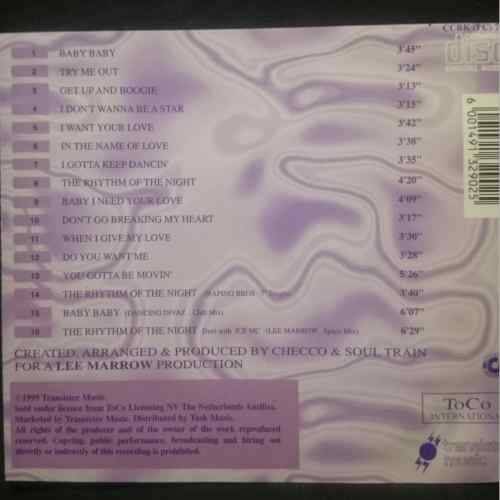 1 BABY BABY 3'45"
2 TRY ME OUT 3'24"
3 GET UP AND BOOGIE 3'13"
4 I DON'T WANNA BE A STAR
5 I WANT YOUR LOVE 3'42"
6 IN THE NAME OF LOVE 3'38"
7 I GOTTA KEEP DANCIN' 3'35"
8 THE RHYTHM OF THE NIGHT 4'20"
9 BABY I NEED YOUR LOVE 4'09"
10 DON'T GO BREAKING MY HEART 3'17"
11 WHEN I GIVE MY LOVE 3'30"
12 DO YOU WANT ME 3'28"
13 YOU GOTTA BE MOVIN' 5'26"
14 THE RHYTHM OF THE NIGHT (RAPINO BROS 7" 3'40"
15 BABY BABY (DANCING DIVAZ Club Mix) 6'07"
16 THE RHYTHM OF THE NIGHT Duet with ICE MC (LEE MARROW Space Mix) 6'29"
CREATED, ARRANGED & PRODUCED BY CHECCO & SOUL TRAIN
FOR A LEE MARROW PRODUCTION
© 1995 Transistor Music
sold under licence from ToCo Licensing NV The Netherlands Antilles.
Marketed by Transistor Music. Distributed by Tusk Music.
All rights of the producer and of the owner of the work reproduced
reserved. Copying, public performance, broadcasting and hiring out
directly or indirectly of this recording is prohibited.
disc
6 001491 529025
ToCo
INTERNATIONAL
music